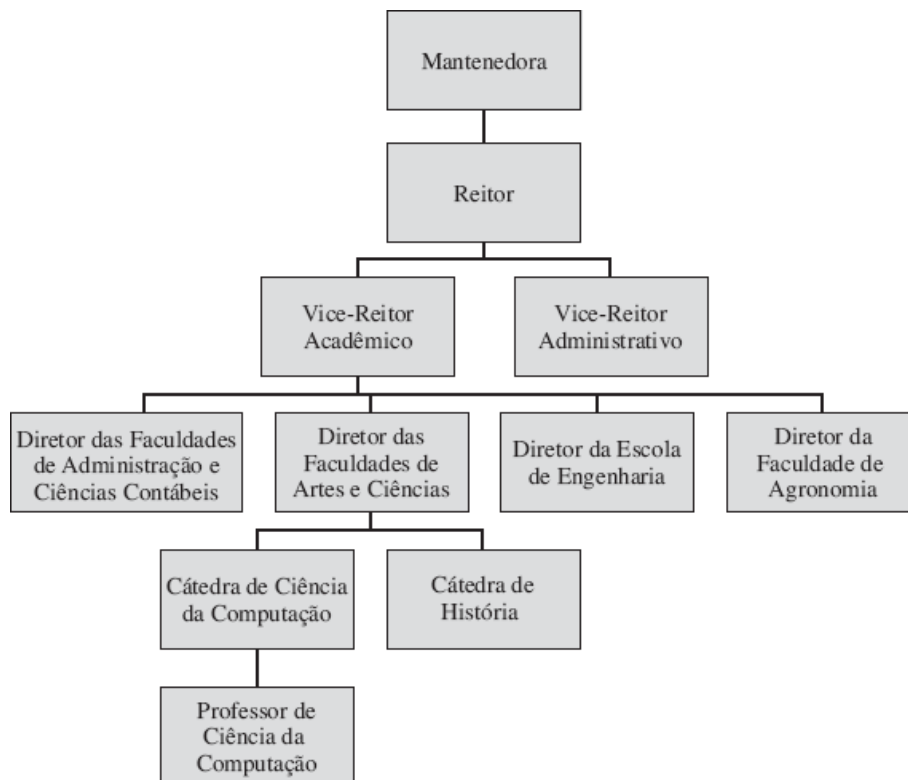 Mantenedora
Reitor
Vice-Reitor
Acadêmico
Vice-Reitor
Administrativo
Diretor das Faculdades
de Administração e
Ciências Contábeis
Diretor das
Faculdades de
Artes e Ciências
Diretor da Escola
de Engenharia
Diretor da
Faculdade de
Agronomia
Cátedra de Ciência
da Computação
Cátedra de
História
Professor de
Ciência da
Computação